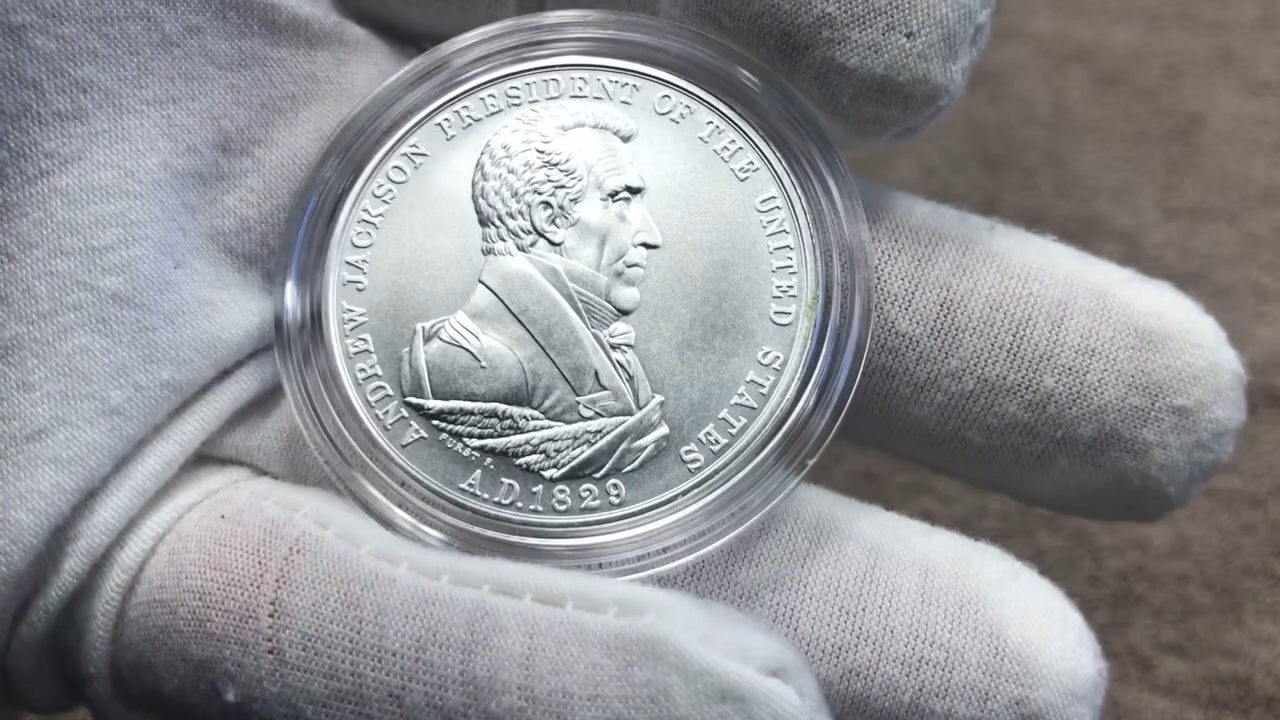 ANDREW JACKSON PRESIDENT OF THE UNITED STATES
FURST F.
A.D.1829